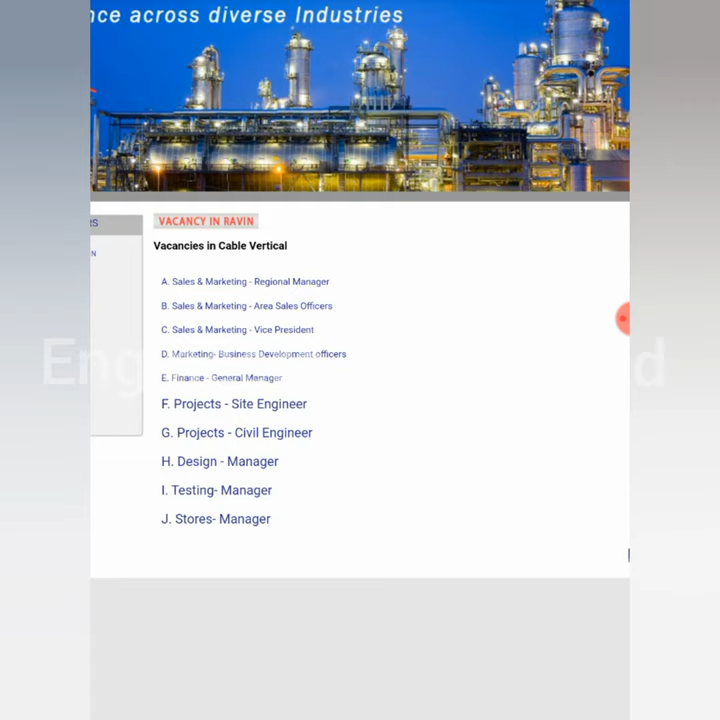 ce across diverse Industries
VACANCY IN RAVIN
Vacancies in Cable Vertical
A. Sales & Marketing - Regional Manager
B. Sales & Marketing - Area Sales Officers
C. Sales & Marketing - Vice President
D. Marketing- Business Development officers
E. Finance - General Manager
F. Projects - Site Engineer
G. Projects - Civil Engineer
H. Design - Manager
I. Testing- Manager
J. Stores- Manager